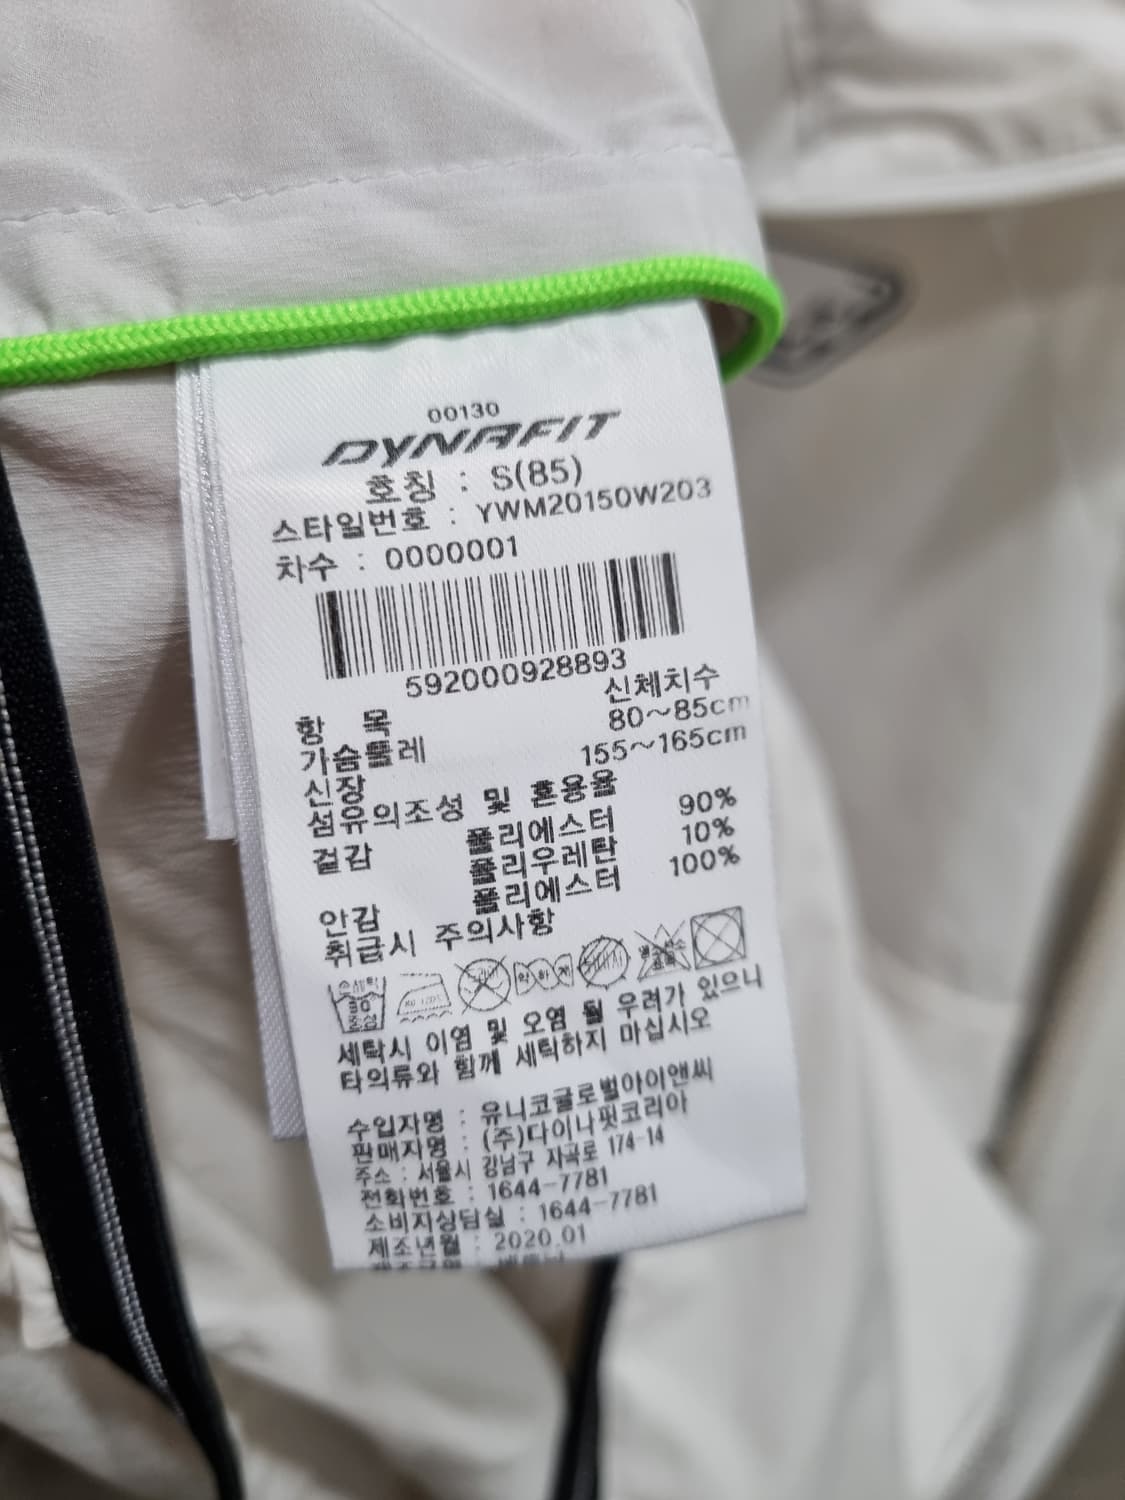 00130
DYNAFIT
호칭 : S(85)
스타일번호 : YWM20150W203
차수 : 0000001
592000928893
항 목 신체치수
가슴둘레 80~85cm
신장 155~165cm
섬유의조성 및 혼용율
겉감 폴리에스터 90%
폴리우레탄 10%
안감 폴리에스터 100%
취급시 주의사항
손세탁 30 중성
세탁시 이염 및 오염 될 우려가 있으니
타의류와 함께 세탁하지 마십시오
수입자명 : 유니코글로벌아이앤씨
판매자명 : (주)다이나핏코리아
주소 : 서울시 강남구 자곡로 174-14
전화번호 : 1644-7781
소비자상담실 : 1644-7781
제조년월 : 2020.01